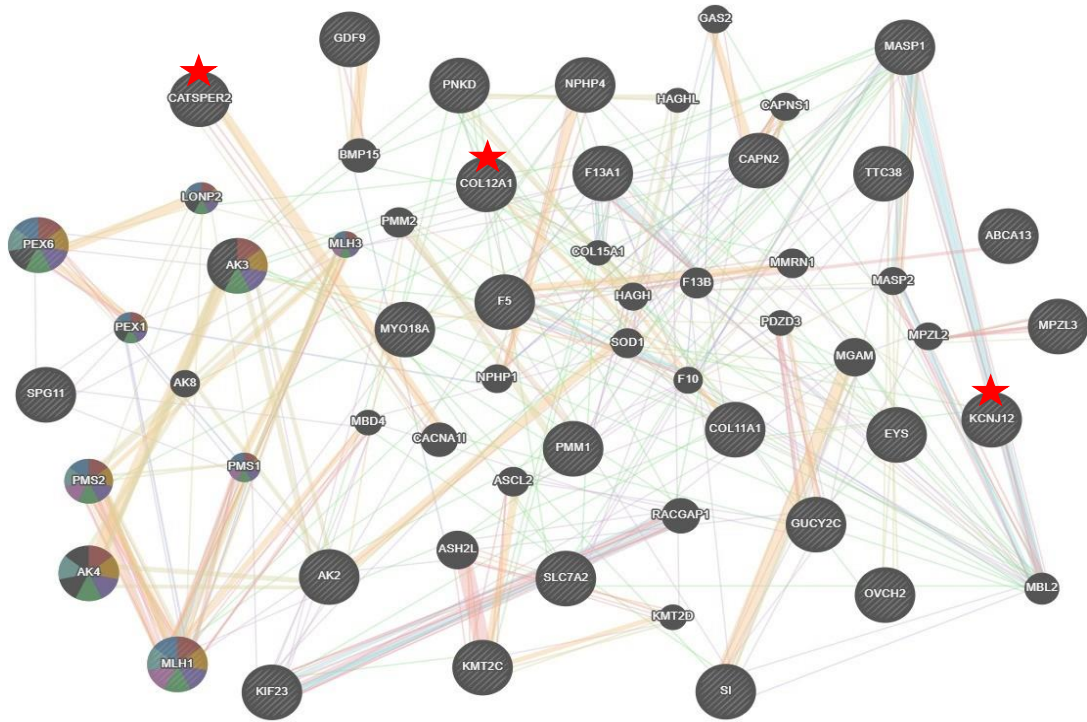 GAS2
GDF9
MASP1
CATSPER2
PNKD
NPHP4
HAGHL
CAPNS1
BMP15
COL12A1
F13A1
CAPN2
TTC38
LONP2
PMM2
MLH3
PEX6
AK3
COL15A1
ABCA13
MMRN1
F13B
MASP2
HAGH
F5
PEX1
MYO18A
SOD1
PDZD3
MPZL2
MPZL3
MGAM
AK8
NPHP1
F10
SPG11
MBD4
CACNA1I
COL11A1
EYS
KCNJ12
PMM1
PMS2
PMS1
ASCL2
RACGAP1
GUCY2C
ASH2L
AK4
AK2
SLC7A2
OVCH2
MBL2
KMT2D
MLH1
KMT2C
KIF23
SI